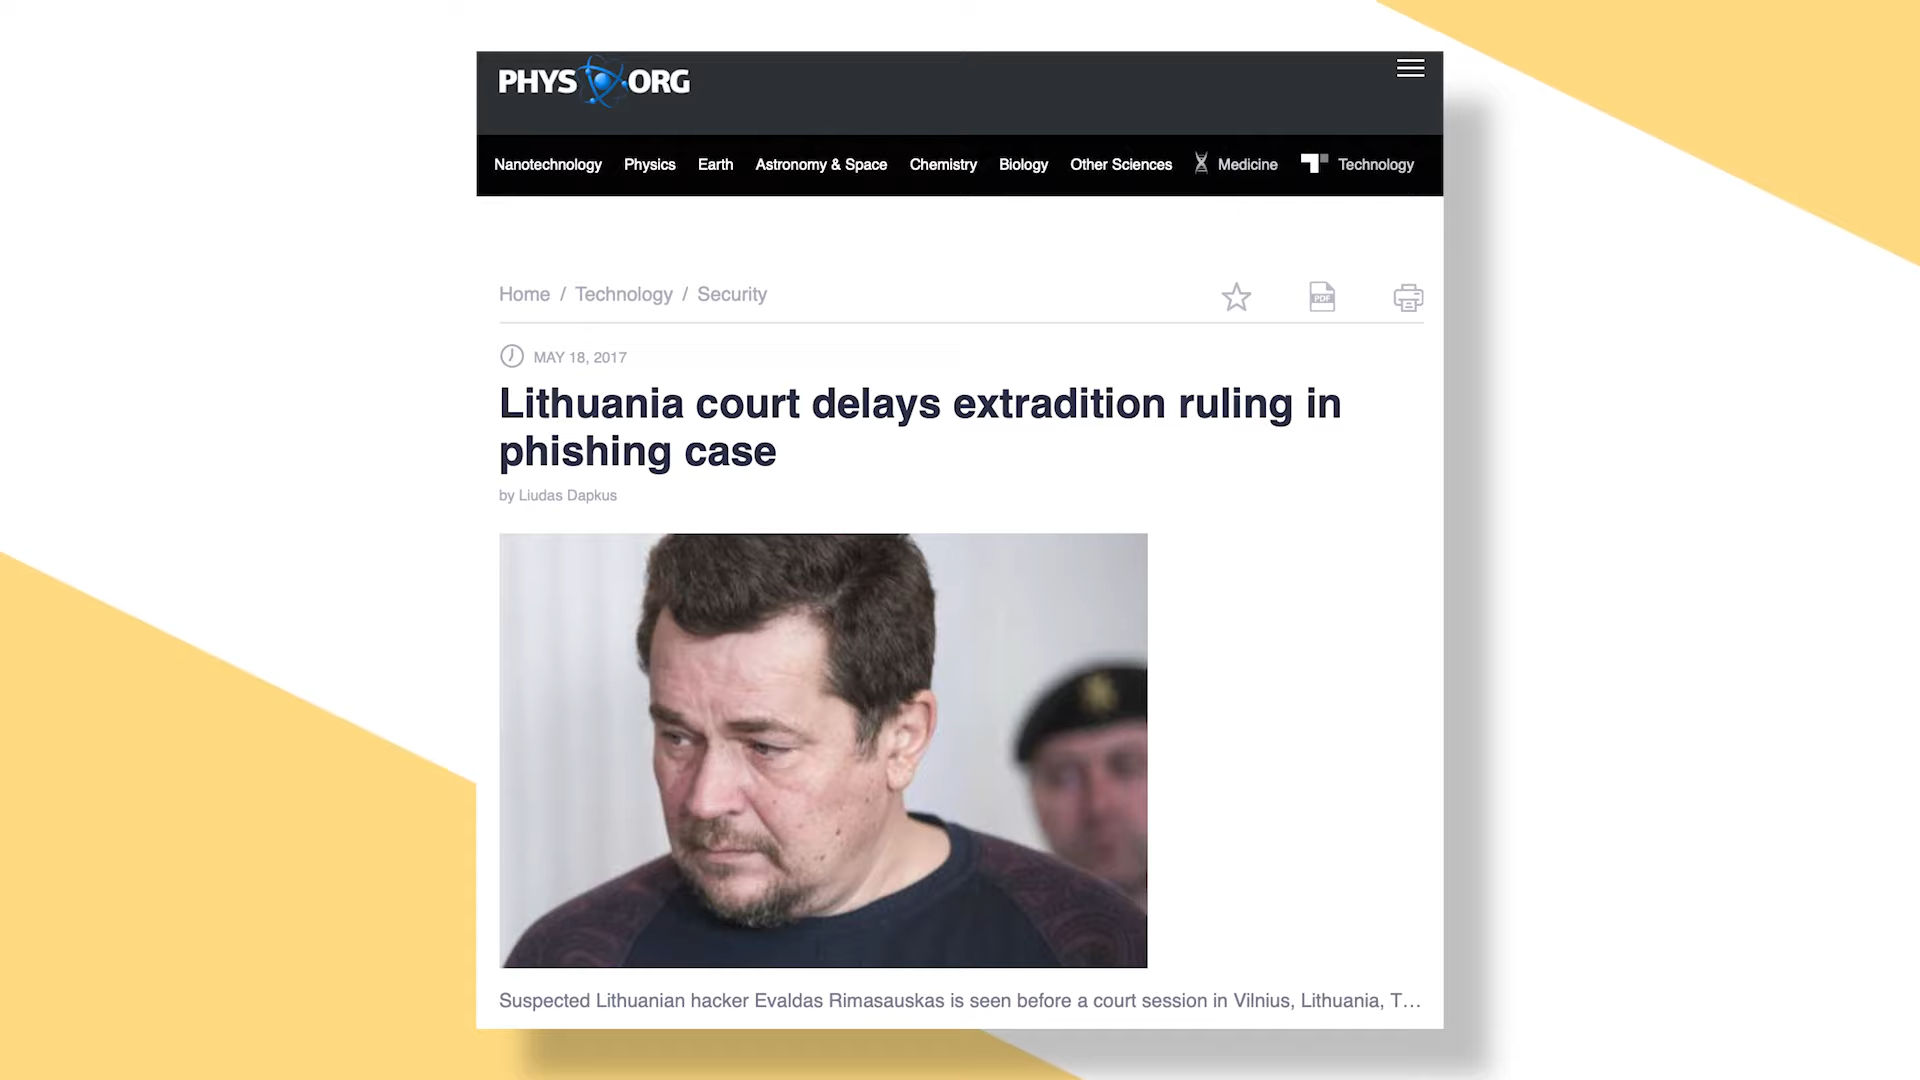 PHYS ORG
Nanotechnology Physics Earth Astronomy & Space Chemistry Biology Other Sciences Medicine Technology
Home / Technology / Security
PDF
MAY 18, 2017
Lithuania court delays extradition ruling in
phishing case
by Liudas Dapkus
Suspected Lithuanian hacker Evaldas Rimasauskas is seen before a court session in Vilnius, Lithuania, T...